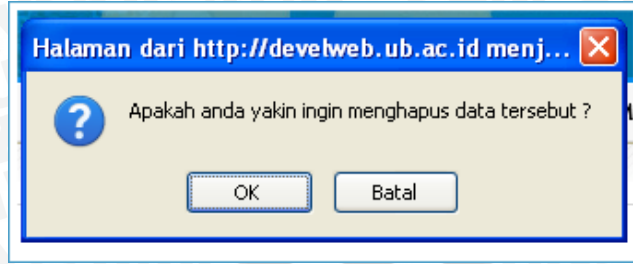 Halaman dari http://develweb.ub.ac.id menj...
Apakah anda yakin ingin menghapus data tersebut ?
OK
Batal